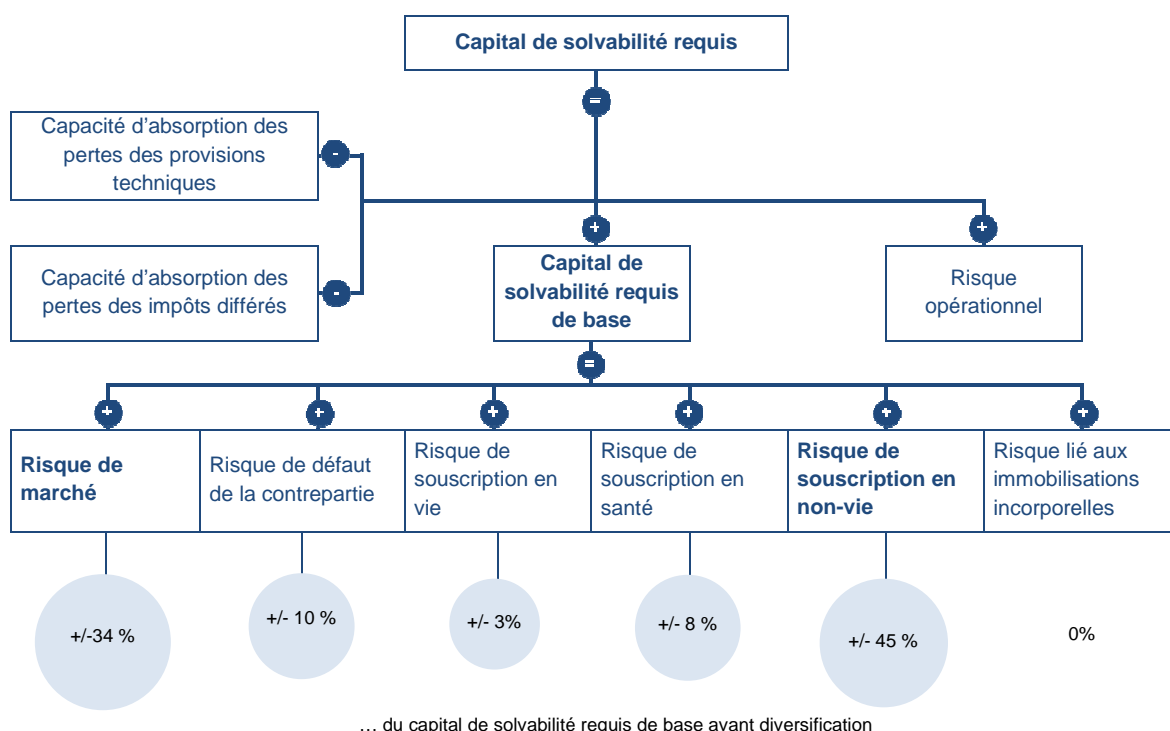 Capital de solvabilité requis
=
Capacité d'absorption des
pertes des provisions
techniques
-
+
+
Capacité d'absorption des
pertes des impôts différés
-
Capital de
solvabilité requis
de base
Risque
opérationnel
=
+
+
+
+
+
+
Risque de
marché
Risque de défaut
de la contrepartie
Risque de
souscription en
vie
Risque de
souscription en
santé
Risque de
souscription en
non-vie
Risque lié aux
immobilisations
incorporelles
+/-34 %
+/- 10 %
+/- 3%
+/- 8 %
+/- 45 %
0%
… du capital de solvabilité requis de base avant diversification